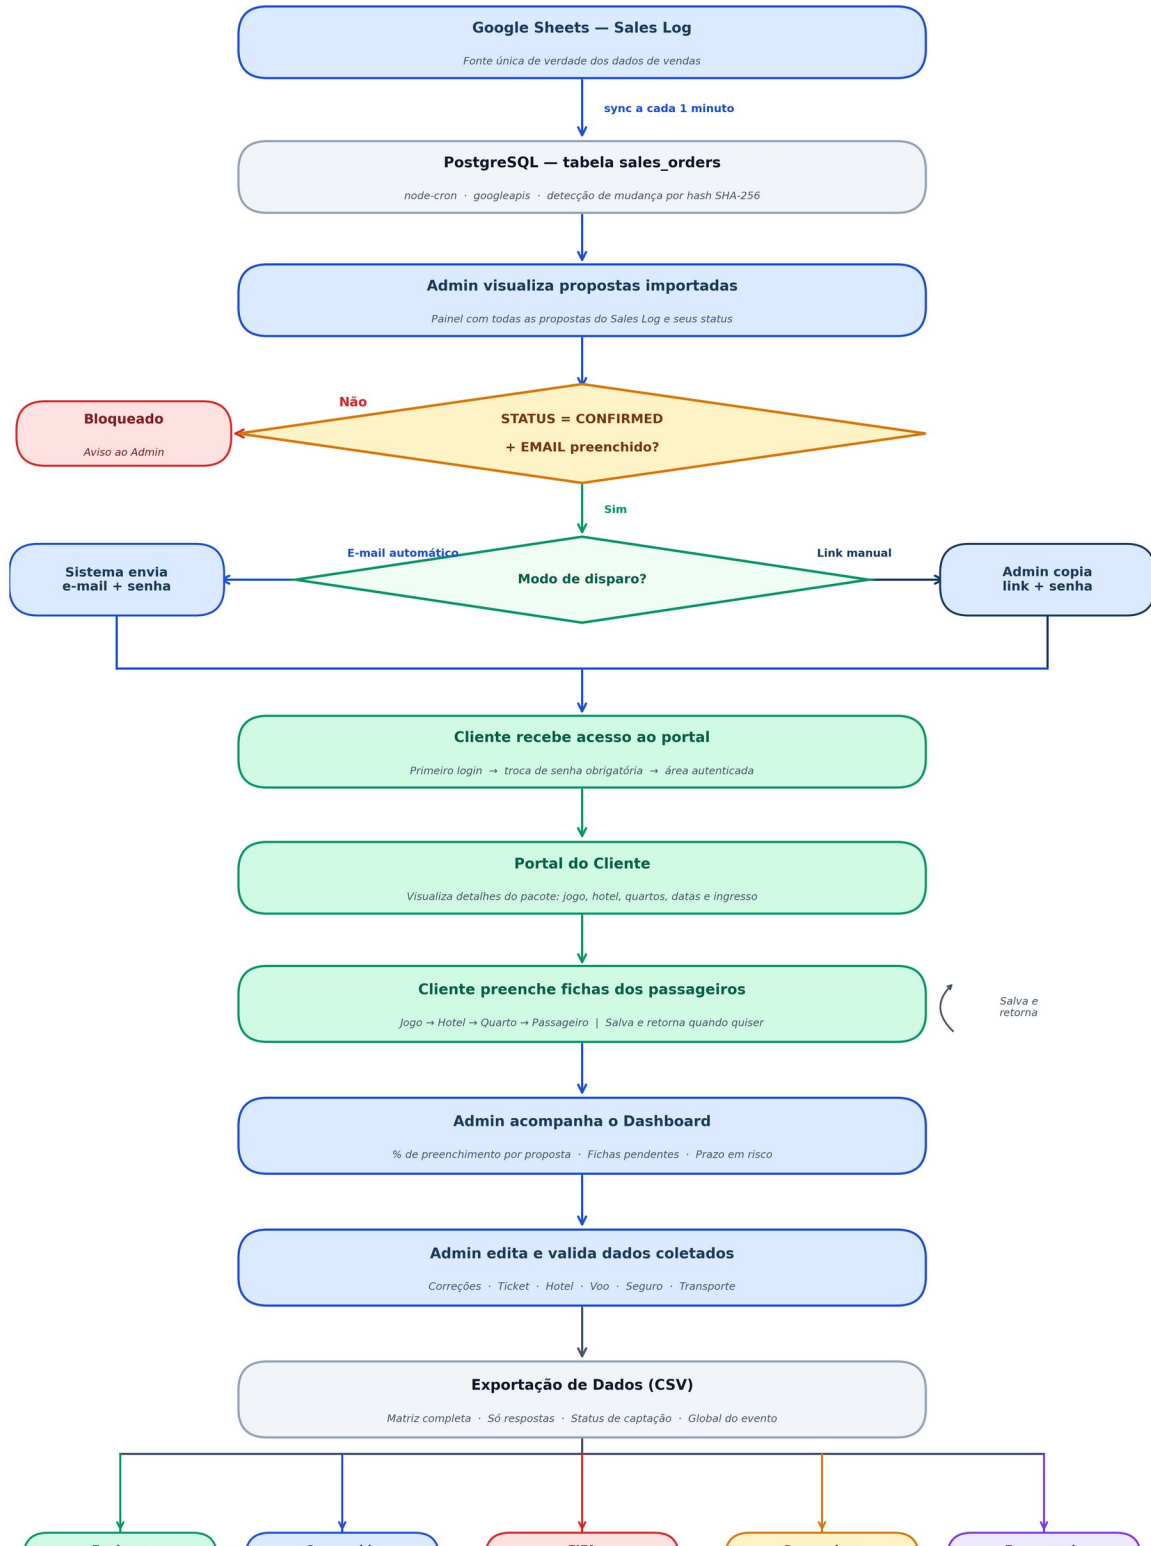 Google Sheets — Sales Log
Fonte única de verdade dos dados de vendas
sync a cada 1 minuto
PostgreSQL — tabela sales_orders
node-cron · googleapis · detecção de mudança por hash SHA-256
Admin visualiza propostas importadas
Painel com todas as propostas do Sales Log e seus status
Não
Bloqueado
Aviso ao Admin
STATUS = CONFIRMED
+ EMAIL preenchido?
Sim
E-mail automático
Link manual
Sistema envia
e-mail + senha
Modo de disparo?
Admin copia
link + senha
Cliente recebe acesso ao portal
Primeiro login → troca de senha obrigatória → área autenticada
Portal do Cliente
Visualiza detalhes do pacote: jogo, hotel, quartos, datas e ingresso
Cliente preenche fichas dos passageiros
Jogo → Hotel → Quarto → Passageiro | Salva e retorna quando quiser
Salva e
retorna
Admin acompanha o Dashboard
% de preenchimento por proposta · Fichas pendentes · Prazo em risco
Admin edita e valida dados coletados
Correções · Ticket · Hotel · Voo · Seguro · Transporte
Exportação de Dados (CSV)
Matriz completa · Só respostas · Status de captação · Global do evento